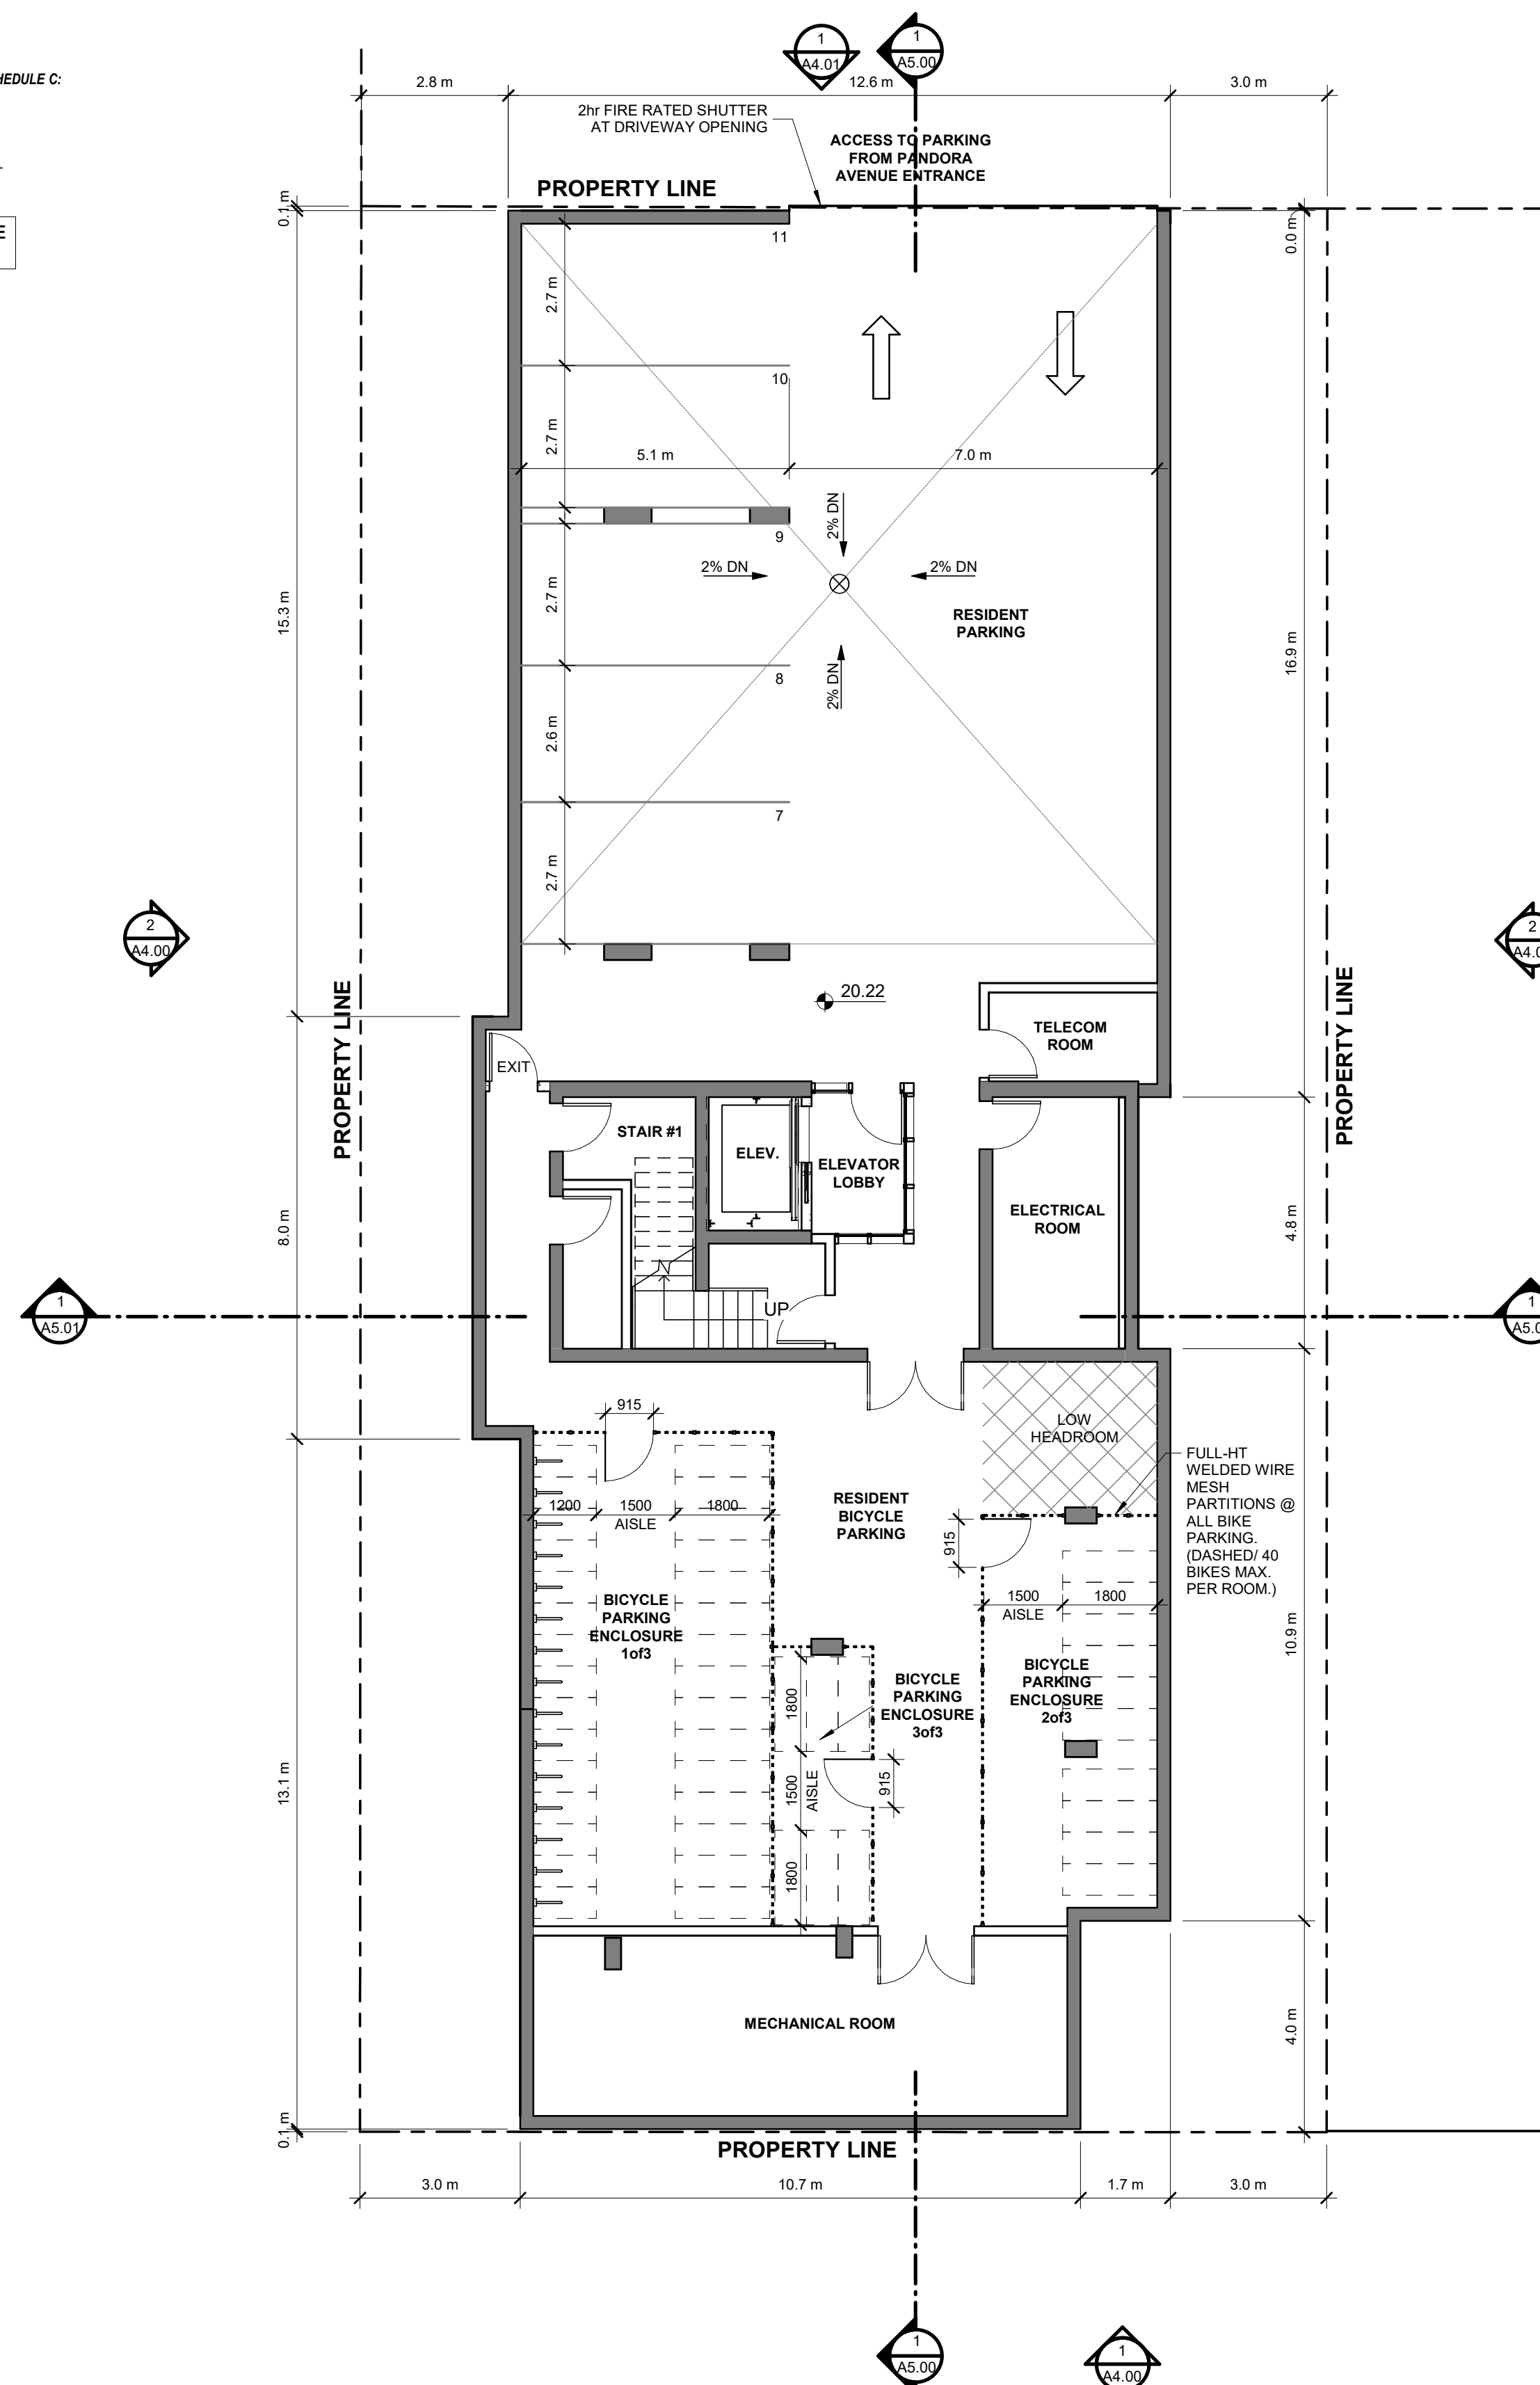 HEDULE C:
E
1
A4.01
1
A5.00
2.8 m
12.6 m
3.0 m
2hr FIRE RATED SHUTTER
AT DRIVEWAY OPENING
ACCESS TO PARKING
FROM PANDORA
AVENUE ENTRANCE
PROPERTY LINE
0.1 m
0.0 m
11
2.7 m
10
2.7 m
5.1 m
7.0 m
9
2% DN
2% DN
2% DN
2% DN
2.7 m
15.3 m
RESIDENT
PARKING
16.9 m
8
2.6 m
7
2.7 m
2
A4.00
2
A4.0
PROPERTY LINE
PROPERTY LINE
20.22
TELECOM
ROOM
EXIT
STAIR #1
ELEV.
ELEVATOR
LOBBY
ELECTRICAL
ROOM
8.0 m
4.8 m
UP
1
A5.01
1
A5.0
915
LOW
HEADROOM
FULL-HT
WELDED WIRE
MESH
PARTITIONS @
ALL BIKE
PARKING.
(DASHED/ 40
BIKES MAX.
PER ROOM.)
1200
1500
AISLE
1800
RESIDENT
BICYCLE
PARKING
915
1500
AISLE
1800
BICYCLE
PARKING
ENCLOSURE
1of3
10.9 m
BICYCLE
PARKING
ENCLOSURE
3of3
BICYCLE
PARKING
ENCLOSURE
2of3
1800
1500
AISLE
915
1800
13.1 m
MECHANICAL ROOM
4.0 m
0.1 m
PROPERTY LINE
3.0 m
10.7 m
1.7 m
3.0 m
1
A5.00
1
A4.00